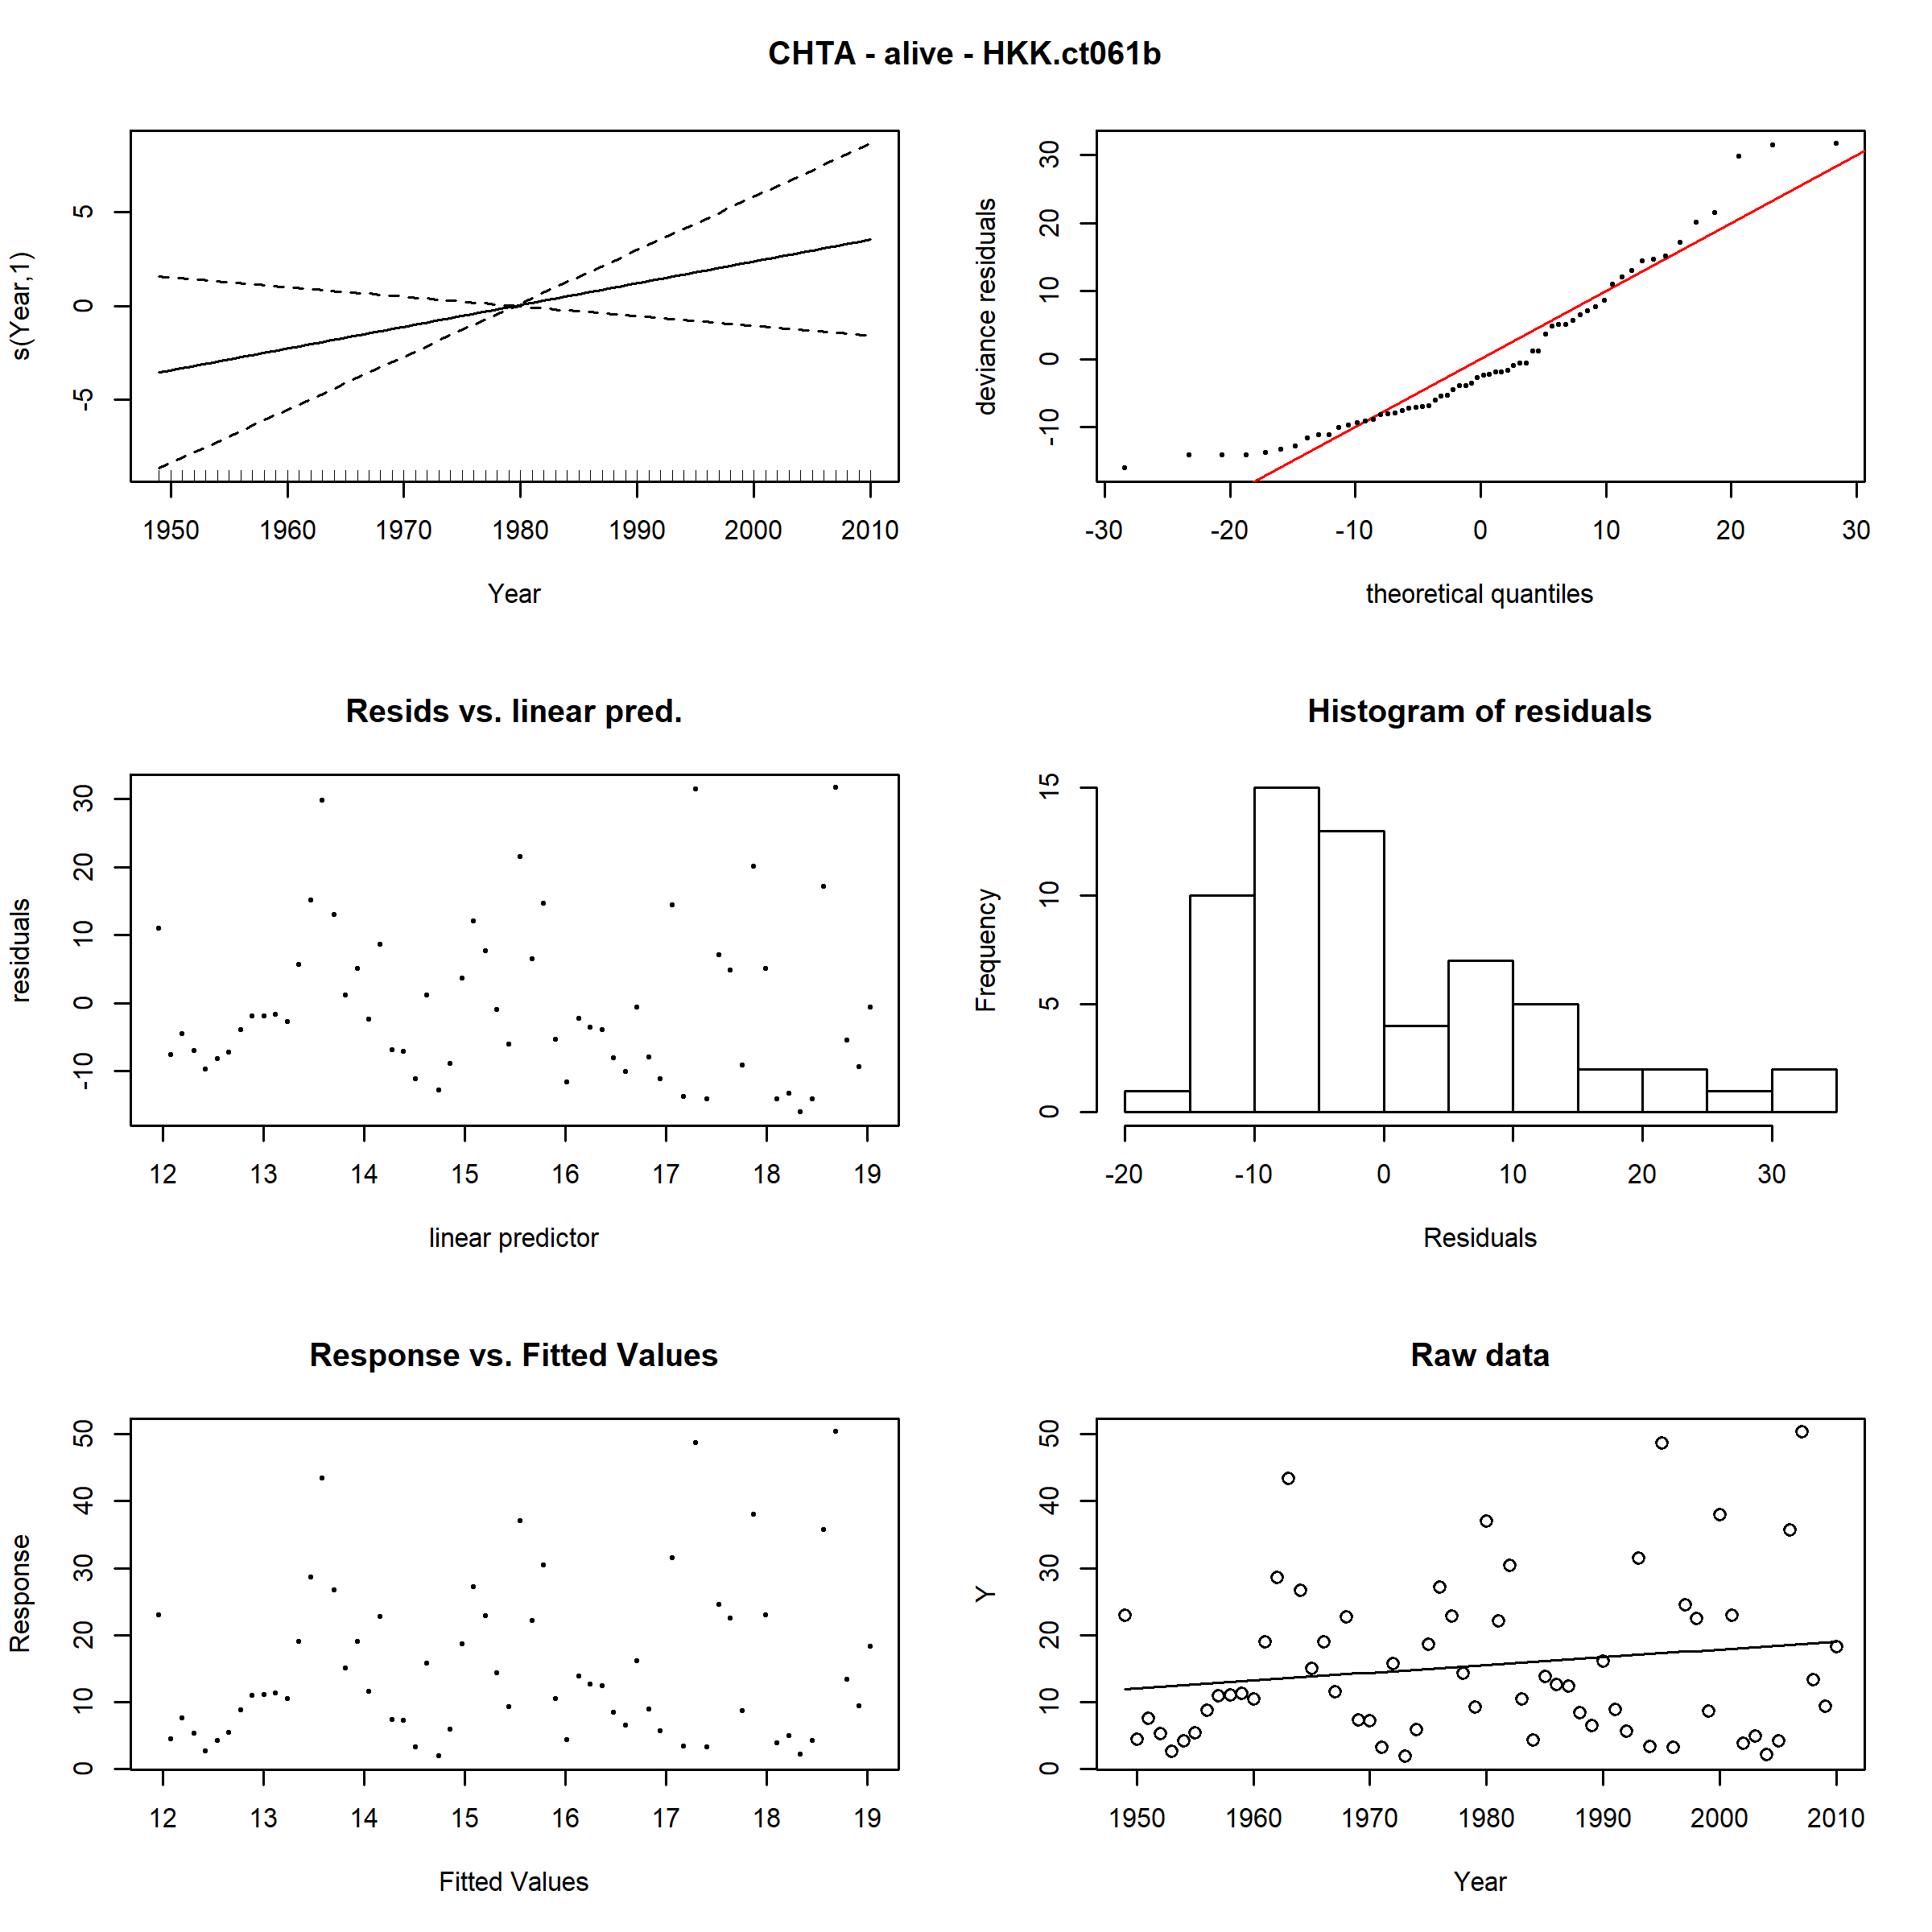 CHTA - alive - HKK.ct061b
s(Year,1)
5
0
-5
1950 1960 1970 1980 1990 2000 2010
Year
deviance residuals
30
20
10
0
-10
-30 -20 -10 0 10 20 30
theoretical quantiles
Resids vs. linear pred.
residuals
30
20
10
0
-10
12 13 14 15 16 17 18 19
linear predictor
Histogram of residuals
Frequency
15
10
5
0
-20 -10 0 10 20 30
Residuals
Response vs. Fitted Values
Response
50
40
30
20
10
0
12 13 14 15 16 17 18 19
Fitted Values
Raw data
Y
50
40
30
20
10
0
1950 1960 1970 1980 1990 2000 2010
Year